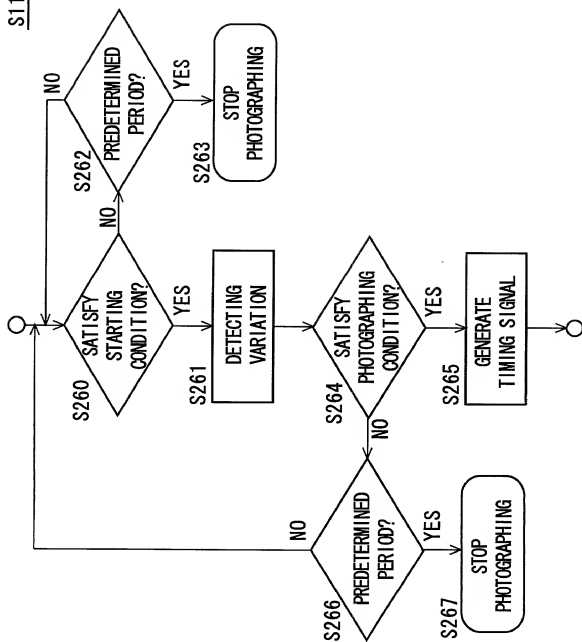 S11
S260
SATISFY
STARTING
CONDITION?
NO
YES
S262
PREDETERMINED
PERIOD?
NO
YES
S263
STOP
PHOTOGRAPHING
S261
DETECTING
VARIATION
S264
SATISFY
PHOTOGRAPHING
CONDITION?
NO
YES
S265
GENERATE
TIMING SIGNAL
S266
PREDETERMINED
PERIOD?
NO
YES
S267
STOP
PHOTOGRAPHING